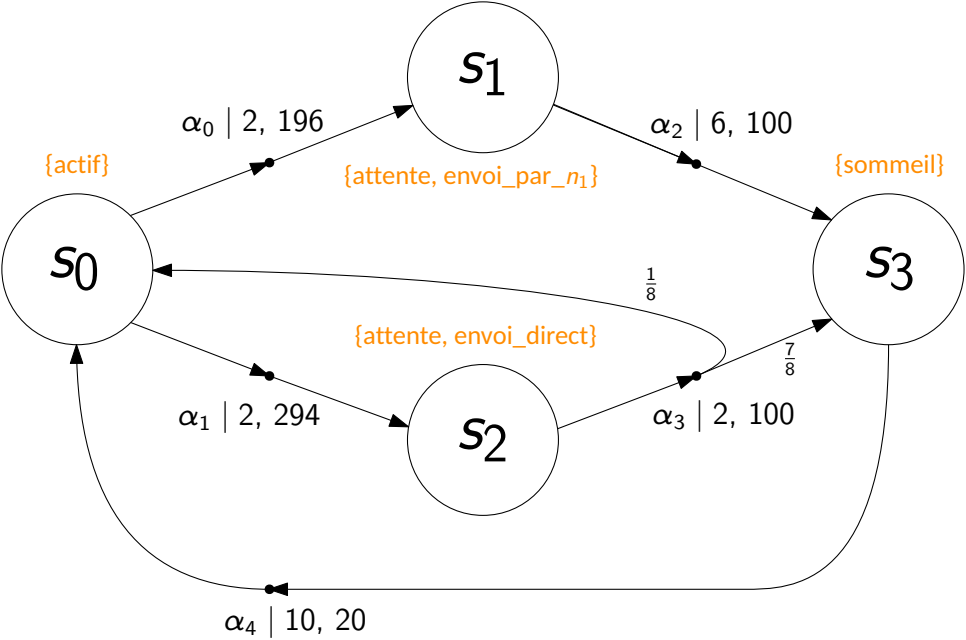 s₁
α₀ | 2, 196
α₂ | 6, 100
{actif}
{attente, envoi_par_n₁}
{sommeil}
s₀
s₃
1/8
{attente, envoi_direct}
7/8
α₁ | 2, 294
α₃ | 2, 100
s₂
α₄ | 10, 20